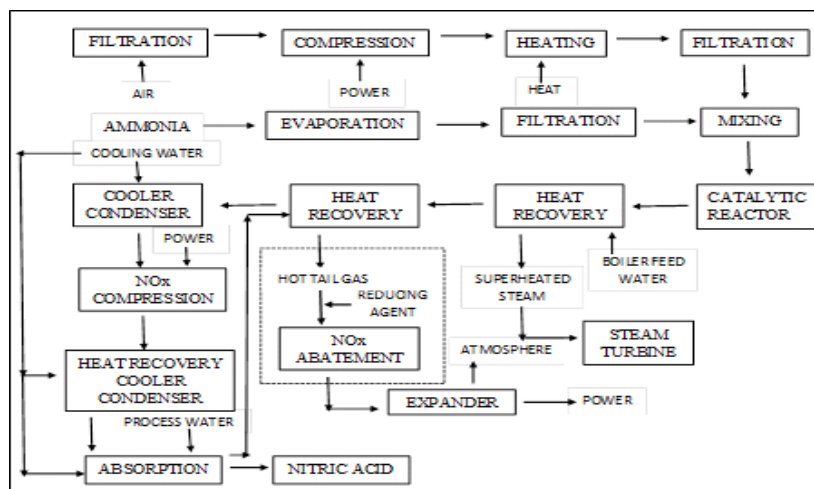 FILTRATION
COMPRESSION
HEATING
FILTRATION
AIR
POWER
HEAT
AMMONIA
EVAPORATION
FILTRATION
MIXING
COOLING WATER
COOLER
CONDENSER
HEAT
RECOVERY
HEAT
RECOVERY
CATALYTIC
REACTOR
POWER
BOILER FEED
WATER
NOx
COMPRESSION
HOT TAIL GAS
SUPERHEATED
STEAM
REDUCING
AGENT
NOx
ABATEMENT
STEAM
TURBINE
ATMOSPHERE
HEAT RECOVERY
COOLER
CONDENSER
PROCESS WATER
EXPANDER
POWER
ABSORPTION
NITRIC ACID